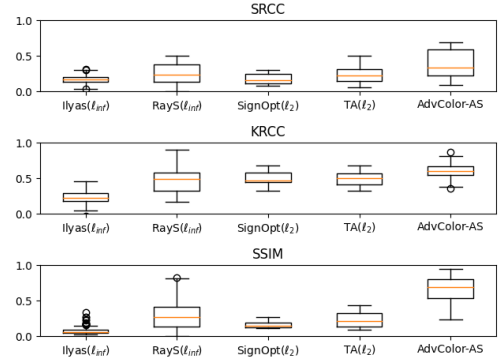 SRCC
1.0
0.5
0.0
Ilyas(ℓinf) RayS(ℓinf) SignOpt(ℓ2) TA(ℓ2) AdvColor-AS
KRCC
1.0
0.5
0.0
Ilyas(ℓinf) RayS(ℓinf) SignOpt(ℓ2) TA(ℓ2) AdvColor-AS
SSIM
1.0
0.5
0.0
Ilyas(ℓinf) RayS(ℓinf) SignOpt(ℓ2) TA(ℓ2) AdvColor-AS